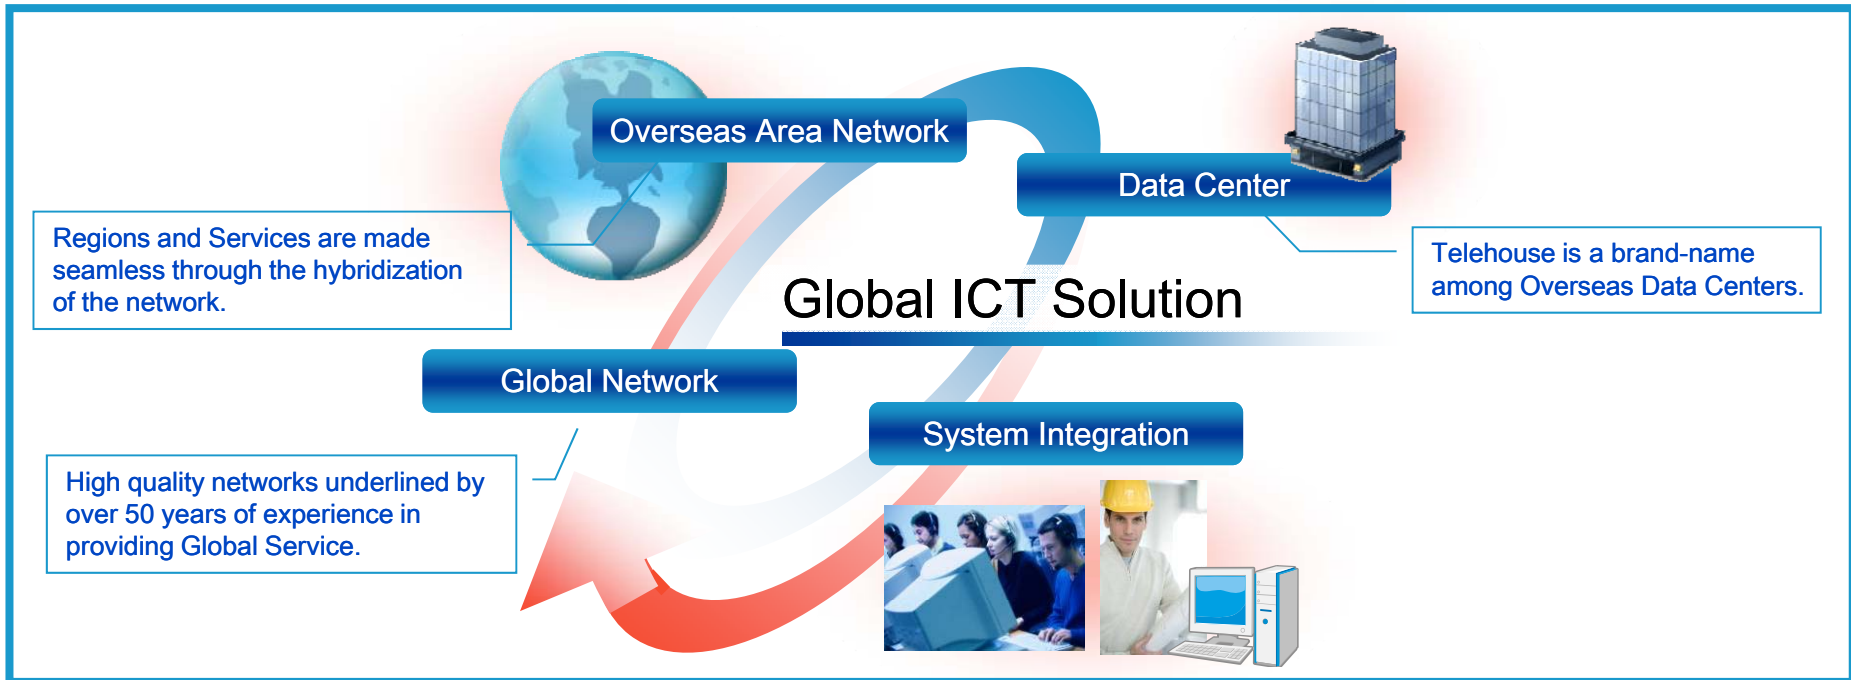 Overseas Area Network
Data Center
Regions and Services are made
seamless through the hybridization
of the network.
Telehouse is a brand-name
among Overseas Data Centers.
Global ICT Solution
Global Network
System Integration
High quality networks underlined by
over 50 years of experience in
providing Global Service.